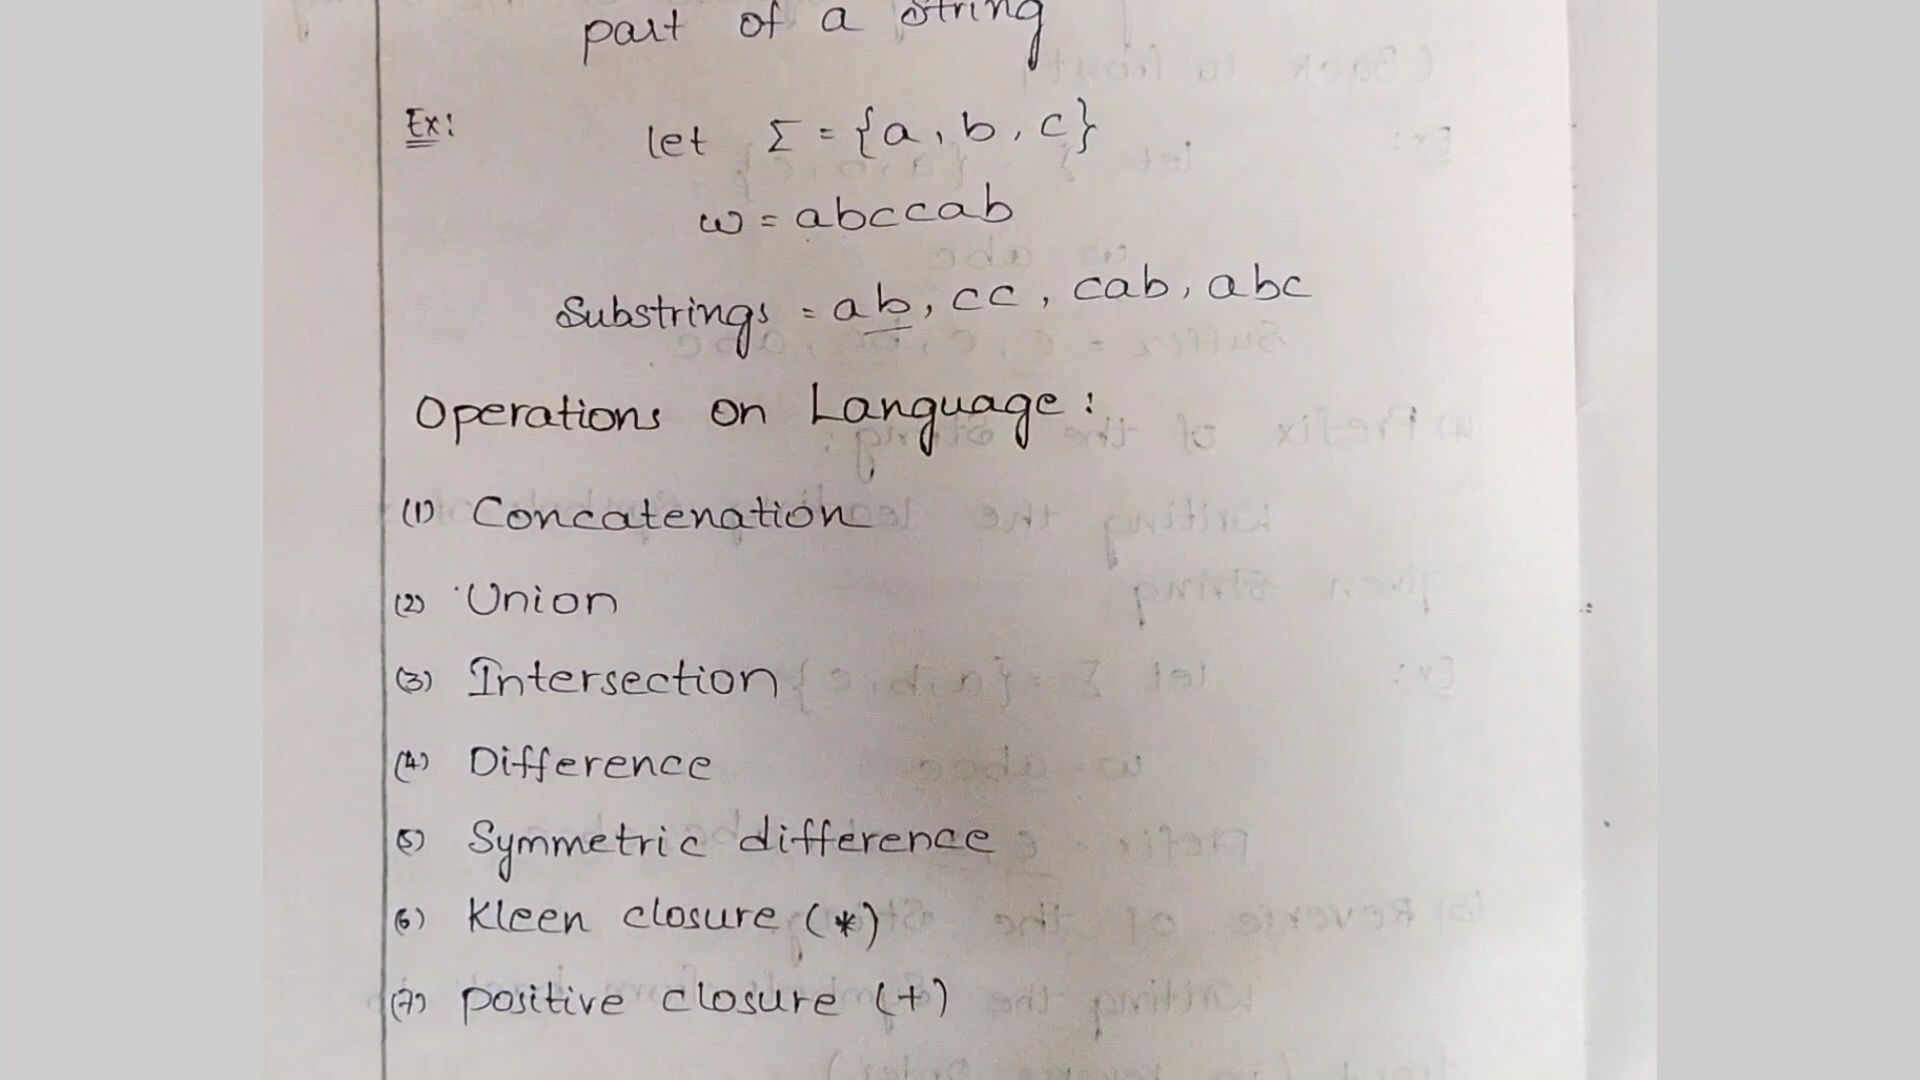 part of a string
Ex: let Σ = {a, b, c}
w = abccab
Substrings = ab, cc, cab, abc
Operations on Language:
(1) Concatenation
(2) Union
(3) Intersection
(4) Difference
(5) Symmetric difference
(6) Kleen closure (*)
(7) positive closure (+)